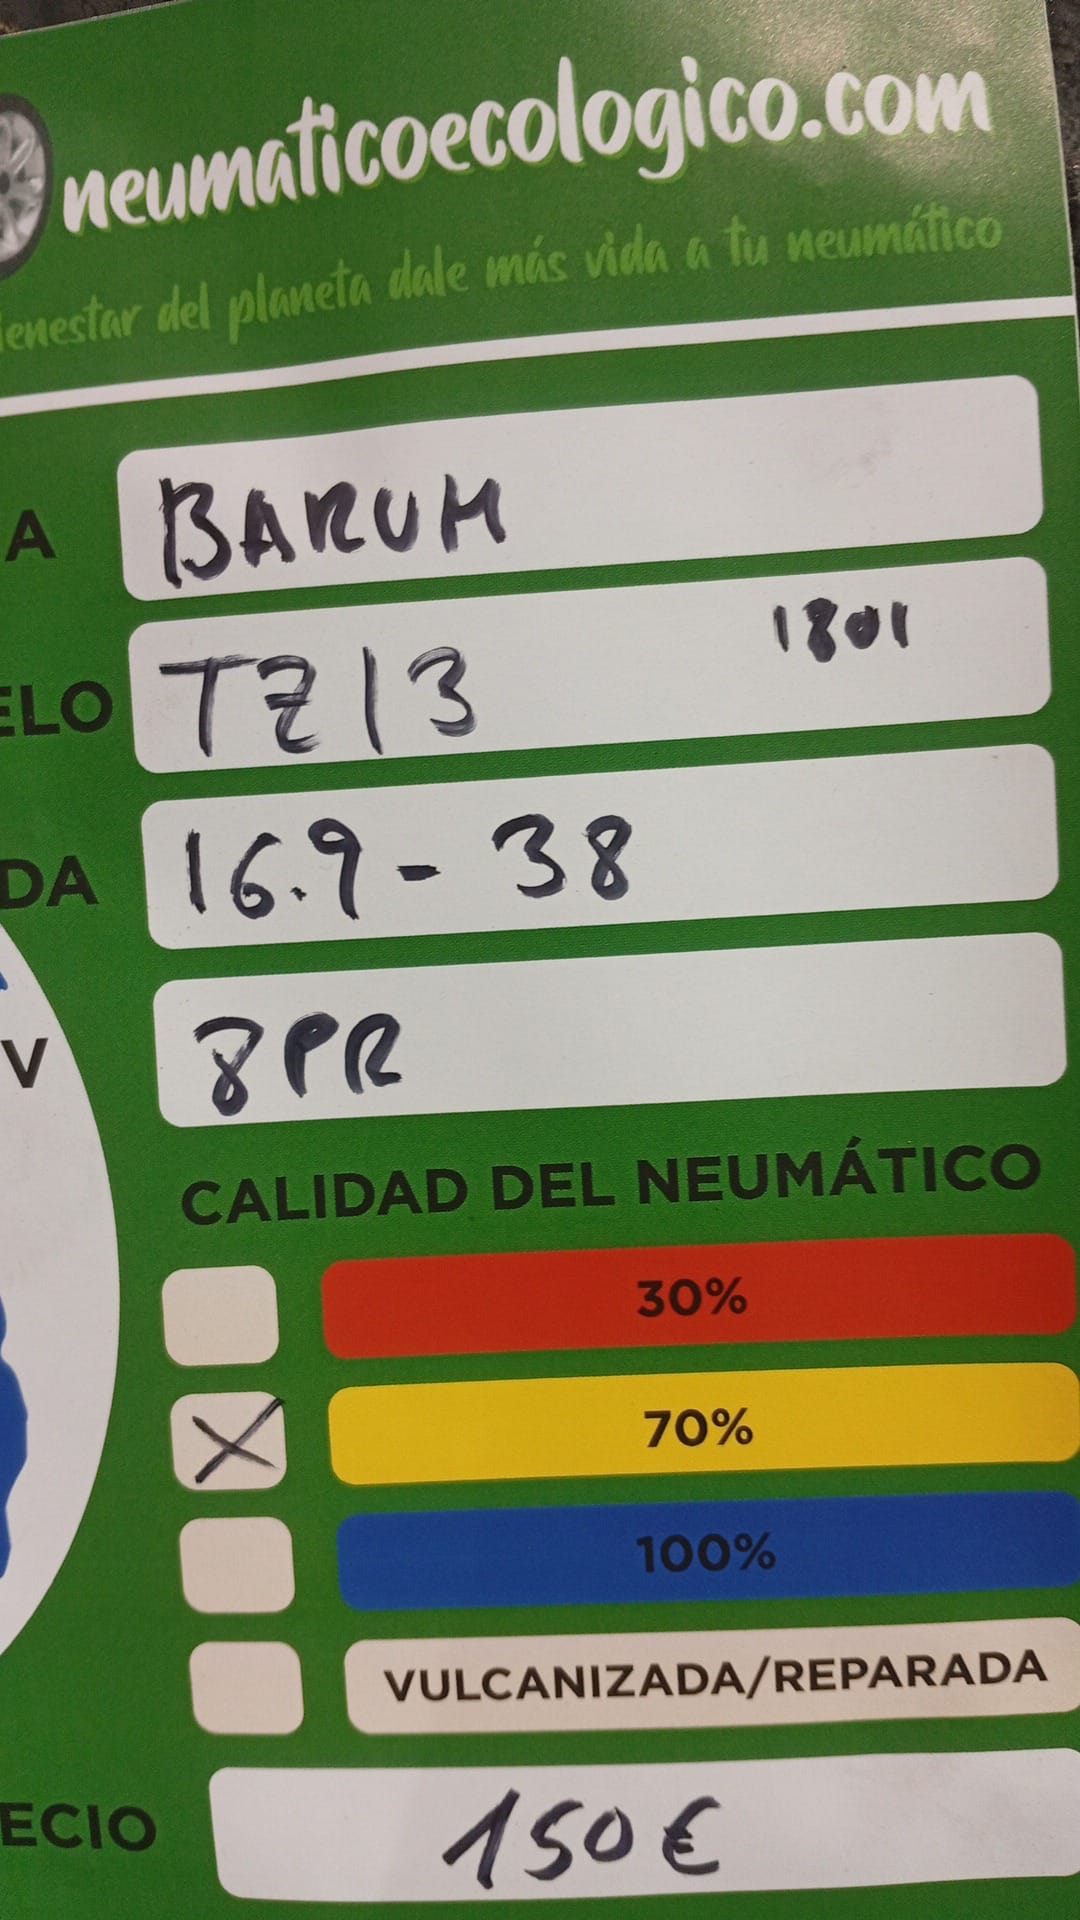 neumaticoecologico.com
ienestar del planeta dale más vida a tu neumático
A BARUM
ELO TZ13 1801
DA 16.9 - 38
V 8PR
CALIDAD DEL NEUMÁTICO
30%
X 70%
100%
VULCANIZADA/REPARADA
ECIO 150€